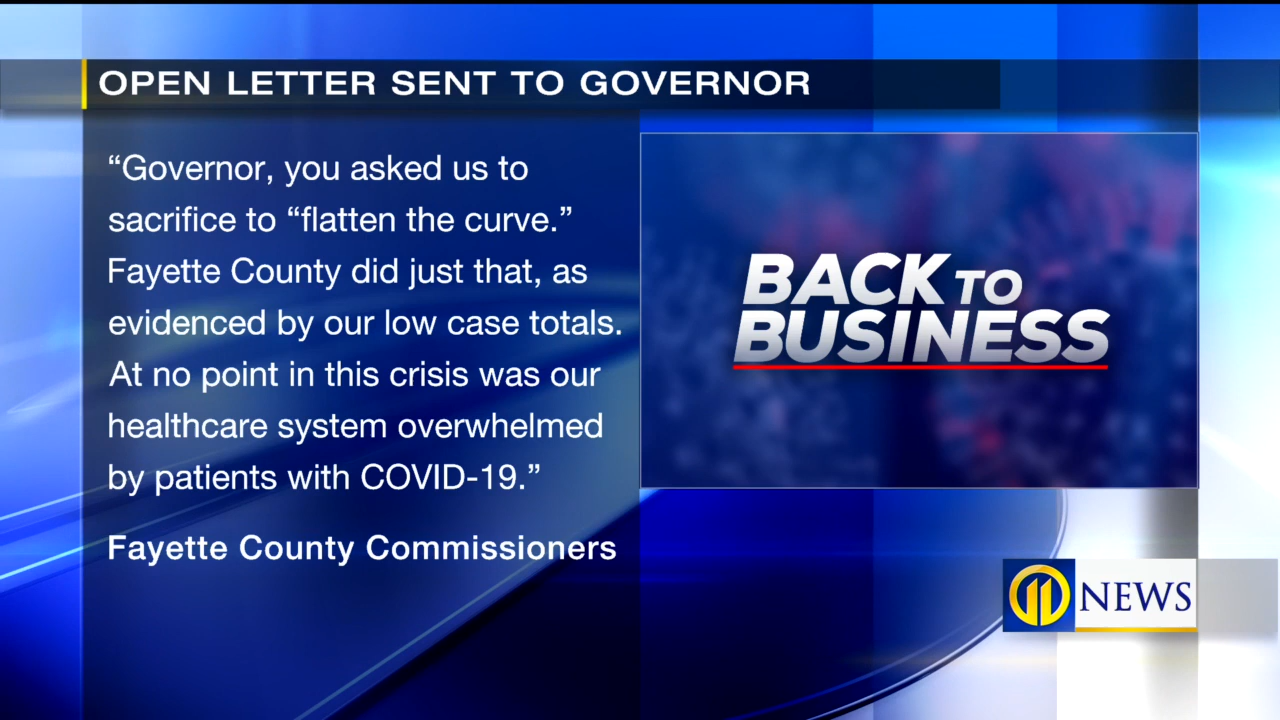 OPEN LETTER SENT TO GOVERNOR
“Governor, you asked us to
sacrifice to “flatten the curve.”
Fayette County did just that, as
evidenced by our low case totals.
At no point in this crisis was our
healthcare system overwhelmed
by patients with COVID-19.”
Fayette County Commissioners
BACK TO
BUSINESS
11 NEWS